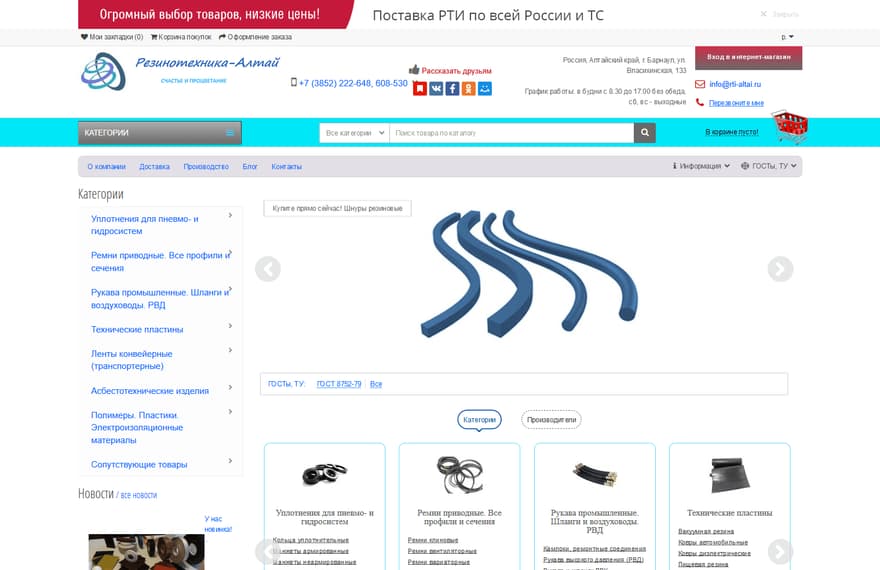 Огромный выбор товаров, низкие цены!
Поставка РТИ по всей России и ТС
Закрыть
Мои закладки (0)
Корзина покупок
Оформление заказа
р.
Резинотехника-Алтай
СЧАСТЬЕ И ПРОЦВЕТАНИЕ
+7 (3852) 222-648, 608-530
Рассказать друзьям
Россия, Алтайский край, г. Барнаул, ул.
Власихинская, 133
График работы: в будни с 8.30 до 17.00 без обеда,
сб, вс - выходные
Вход в интернет-магазин
info@rti-altai.ru
Перезвоните мне
КАТЕГОРИИ
Все категории
Поиск товара по каталогу
В корзине пусто!
О компании
Доставка
Производство
Блог
Контакты
Информация
ГОСТы, ТУ
Категории
Уплотнения для пневмо- и
гидросистем
Ремни приводные. Все профили и
сечения
Рукава промышленные. Шланги и
воздуховоды. РВД
Технические пластины
Ленты конвейерные
(транспортерные)
Асбестотехнические изделия
Полимеры. Пластики.
Электроизоляционные
материалы
Сопутствующие товары
Новости / все новости
У нас
новинка!
Купите прямо сейчас! Шнуры резиновые
ГОСТы, ТУ:
ГОСТ 8752-79
Все
Категории
Производители
Уплотнения для пневмо- и
гидросистем
Кольца уплотнительные
Манжеты армированные
Манжеты неармированные
Ремни приводные. Все
профили и сечения
Ремни клиновые
Ремни вентиляторные
Ремни вариаторные
Рукава промышленные.
Шланги и воздуховоды.
РВД
Камлоки, ремонтные соединения
Рукава высокого давления (РВД)
Технические пластины
Вакуумная резина
Ковры автомобильные
Ковры диэлектрические
Пищевая резина